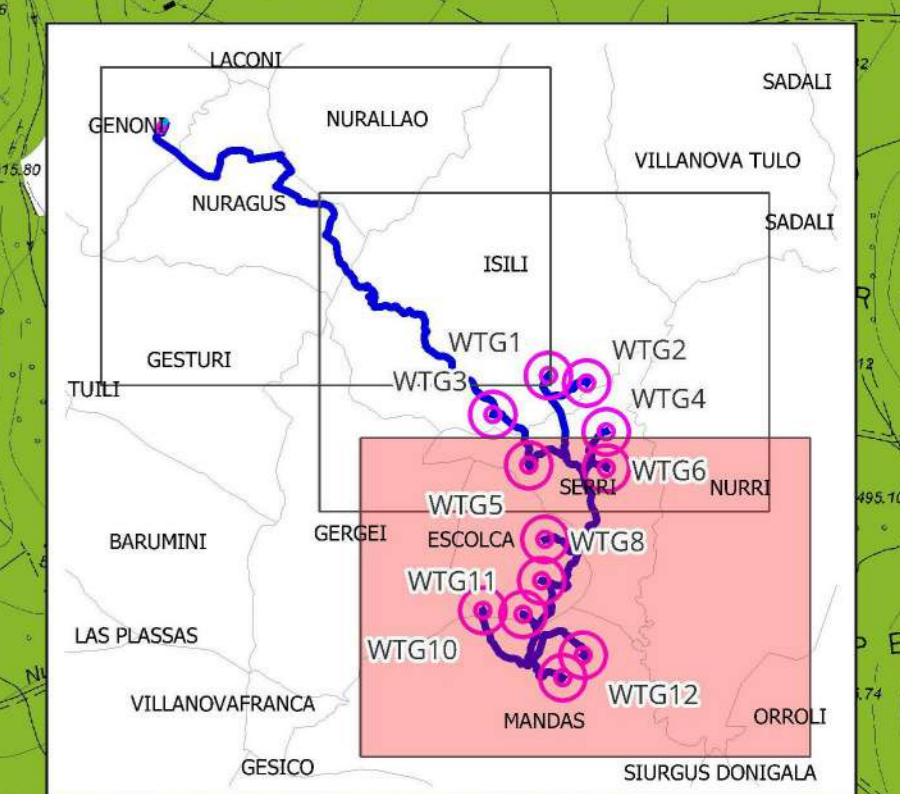 LACONI
SADALI
GENONI
NURALLAO
VILLANOVA TULO
15.80
NURAGUS
SADALI
ISILI
R
12
WTG1
WTG2
GESTURI
WTG3
TUILI
WTG4
WTG6
SERRI
NURRI
495.10
WTG5
GERGEI
ESCOLCA
WTG8
BARUMINI
WTG11
LAS PLASSAS
WTG10
P E
WTG12
.74
VILLANOVAFRANCA
MANDAS
ORROLI
GESICO
SIURGUS DONIGALA